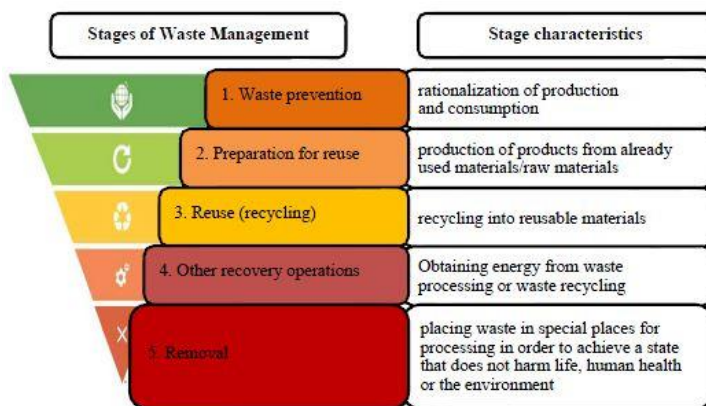 Stages of Waste Management
Stage characteristics
1. Waste prevention
rationalization of production
and consumption
2. Preparation for reuse
production of products from already
used materials/raw materials
3. Reuse (recycling)
recycling into reusable materials
4. Other recovery operations
Obtaining energy from waste
processing or waste recycling
5. Removal
placing waste in special places for
processing in order to achieve a state
that does not harm life, human health
or the environment